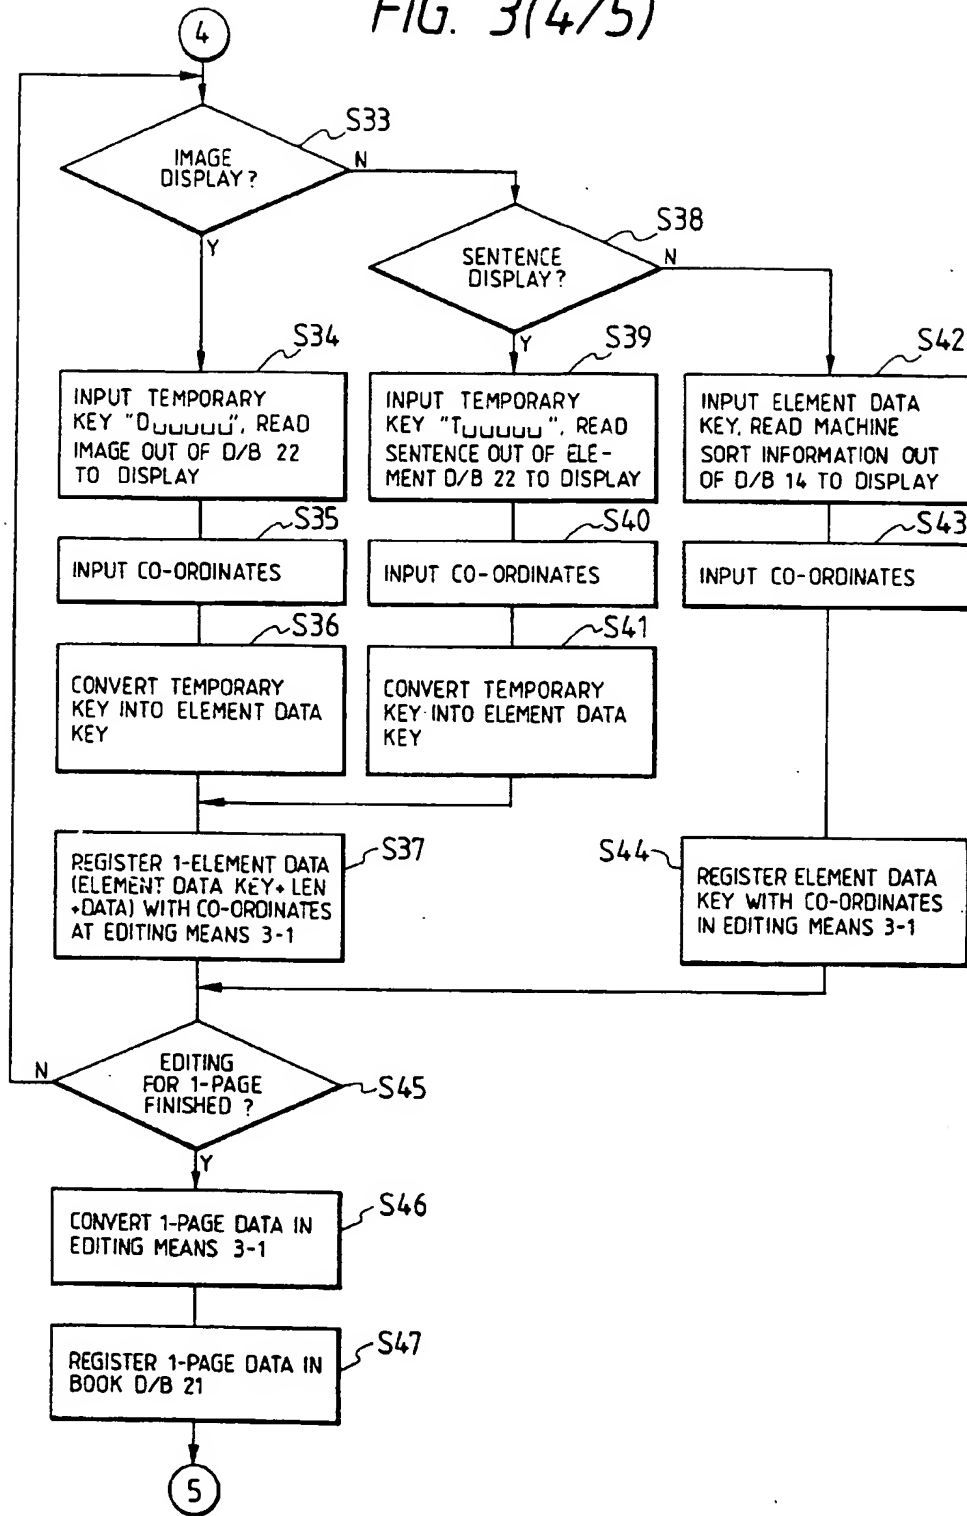 FIG. 3(4/5)
4
S33
IMAGE
DISPLAY?
N
Y
S38
SENTENCE
DISPLAY?
N
Y
S34
INPUT TEMPORARY
KEY "D␣␣␣␣␣", READ
IMAGE OUT OF D/B 22
TO DISPLAY
S39
INPUT TEMPORARY
KEY "T␣␣␣␣␣", READ
SENTENCE OUT OF ELE-
MENT D/B 22 TO DISPLAY
S42
INPUT ELEMENT DATA
KEY, READ MACHINE
SORT INFORMATION OUT
OF D/B 14 TO DISPLAY
S35
INPUT CO-ORDINATES
S40
INPUT CO-ORDINATES
S43
INPUT CO-ORDINATES
S36
CONVERT TEMPORARY
KEY INTO ELEMENT DATA
KEY
S41
CONVERT TEMPORARY
KEY INTO ELEMENT DATA
KEY
S37
REGISTER 1-ELEMENT DATA
(ELEMENT DATA KEY+LEN
+DATA) WITH CO-ORDINATES
AT EDITING MEANS 3-1
S44
REGISTER ELEMENT DATA
KEY WITH CO-ORDINATES
IN EDITING MEANS 3-1
S45
EDITING
FOR 1-PAGE
FINISHED ?
N
Y
S46
CONVERT 1-PAGE DATA IN
EDITING MEANS 3-1
S47
REGISTER 1-PAGE DATA IN
BOOK D/B 21
5